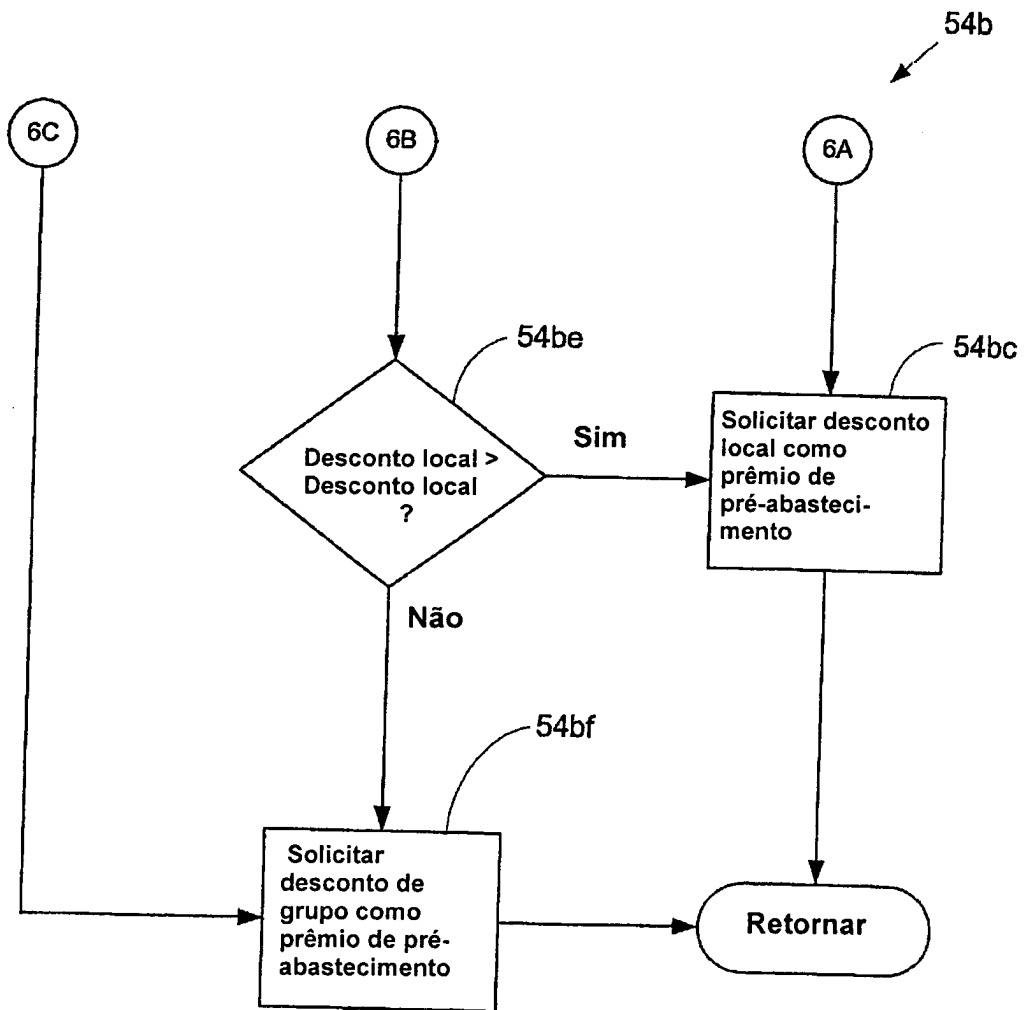 54b
6C
6B
6A
54be
54bc
Desconto local >
Desconto local
?
Sim
Solicitar desconto
local como
prêmio de
pré-abasteci-
mento
Não
54bf
Solicitar
desconto de
grupo como
prêmio de pré-
abastecimento
Retornar